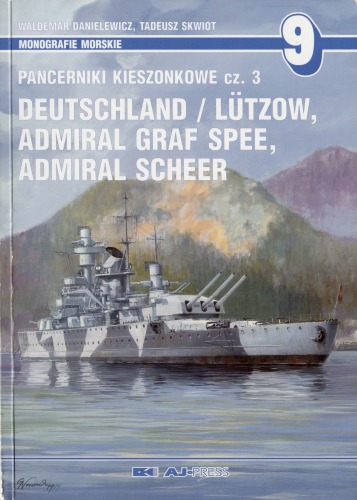 WALDEMAR DANIELEWICZ, TADEUSZ SKWIOT
MONOGRAFIE MORSKIE
9
PANCERNIKI KIESZONKOWE cz. 3
DEUTSCHLAND / LÜTZOW,
ADMIRAL GRAF SPEE,
ADMIRAL SCHEER
AJ-PRESS